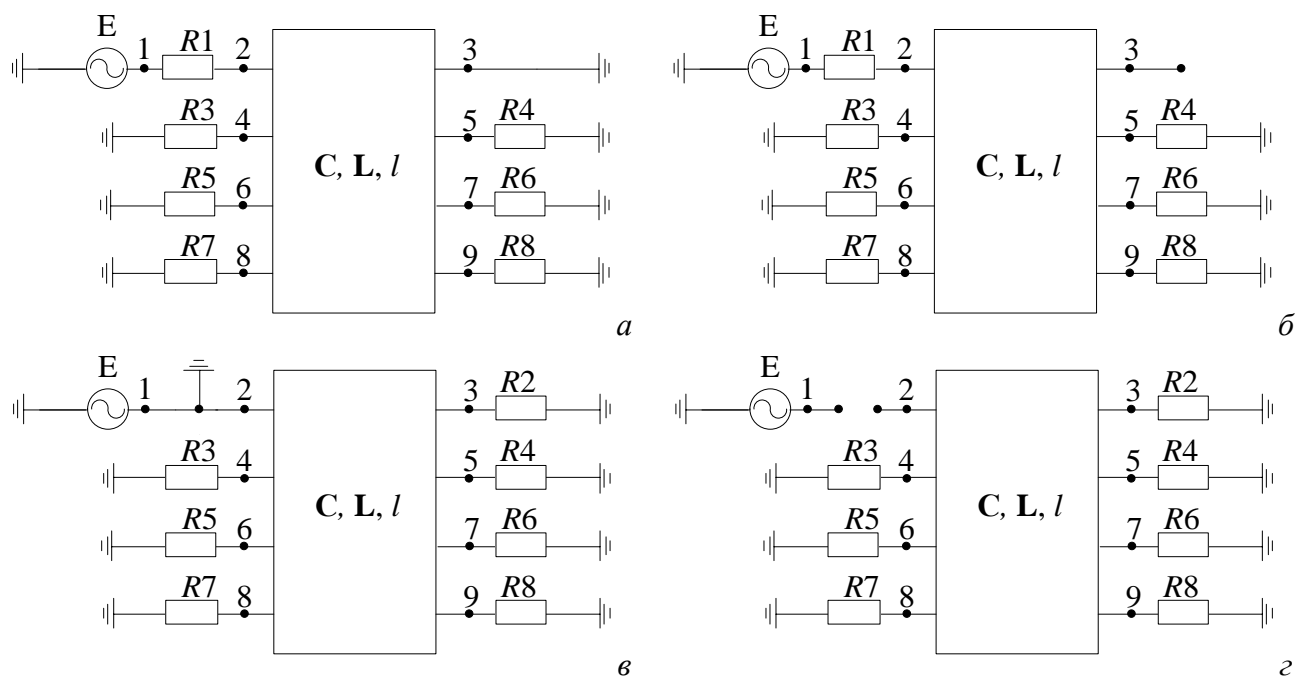 E 1 R1 2 3
R3 4 5 R4
C, L, l
R5 6 7 R6
R7 8 9 R8
а
E 1 R1 2 3
R3 4 5 R4
C, L, l
R5 6 7 R6
R7 8 9 R8
б
E 1 2 3 R2
R3 4 5 R4
C, L, l
R5 6 7 R6
R7 8 9 R8
в
E 1 2 3 R2
R3 4 5 R4
C, L, l
R5 6 7 R6
R7 8 9 R8
г